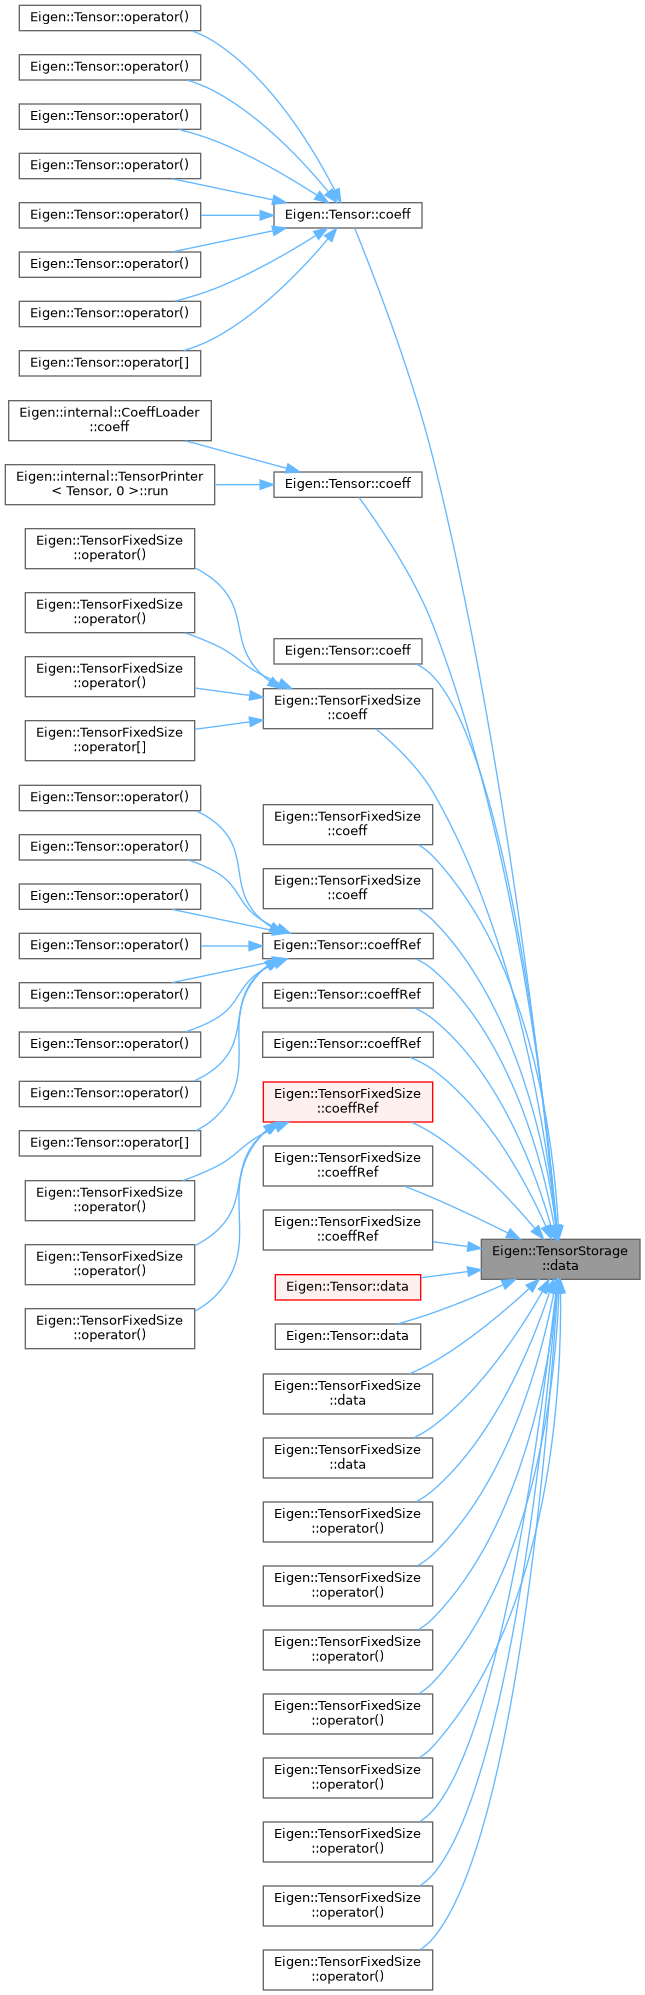 Eigen::Tensor::operator()
Eigen::Tensor::operator()
Eigen::Tensor::operator()
Eigen::Tensor::operator()
Eigen::Tensor::operator()
Eigen::Tensor::operator()
Eigen::Tensor::operator()
Eigen::Tensor::operator[]
Eigen::Tensor::coeff
Eigen::internal::CoeffLoader
::coeff
Eigen::internal::TensorPrinter
< Tensor, 0 >::run
Eigen::Tensor::coeff
Eigen::TensorFixedSize
::operator()
Eigen::TensorFixedSize
::operator()
Eigen::TensorFixedSize
::operator()
Eigen::TensorFixedSize
::operator[]
Eigen::Tensor::coeff
Eigen::TensorFixedSize
::coeff
Eigen::TensorFixedSize
::coeff
Eigen::TensorFixedSize
::coeff
Eigen::Tensor::operator()
Eigen::Tensor::operator()
Eigen::Tensor::operator()
Eigen::Tensor::operator()
Eigen::Tensor::operator()
Eigen::Tensor::operator()
Eigen::Tensor::operator()
Eigen::Tensor::operator[]
Eigen::Tensor::coeffRef
Eigen::Tensor::coeffRef
Eigen::Tensor::coeffRef
Eigen::TensorFixedSize
::coeffRef
Eigen::TensorFixedSize
::operator()
Eigen::TensorFixedSize
::operator()
Eigen::TensorFixedSize
::operator()
Eigen::TensorFixedSize
::coeffRef
Eigen::TensorFixedSize
::coeffRef
Eigen::TensorStorage
::data
Eigen::Tensor::data
Eigen::Tensor::data
Eigen::TensorFixedSize
::data
Eigen::TensorFixedSize
::data
Eigen::TensorFixedSize
::operator()
Eigen::TensorFixedSize
::operator()
Eigen::TensorFixedSize
::operator()
Eigen::TensorFixedSize
::operator()
Eigen::TensorFixedSize
::operator()
Eigen::TensorFixedSize
::operator()
Eigen::TensorFixedSize
::operator()
Eigen::TensorFixedSize
::operator()